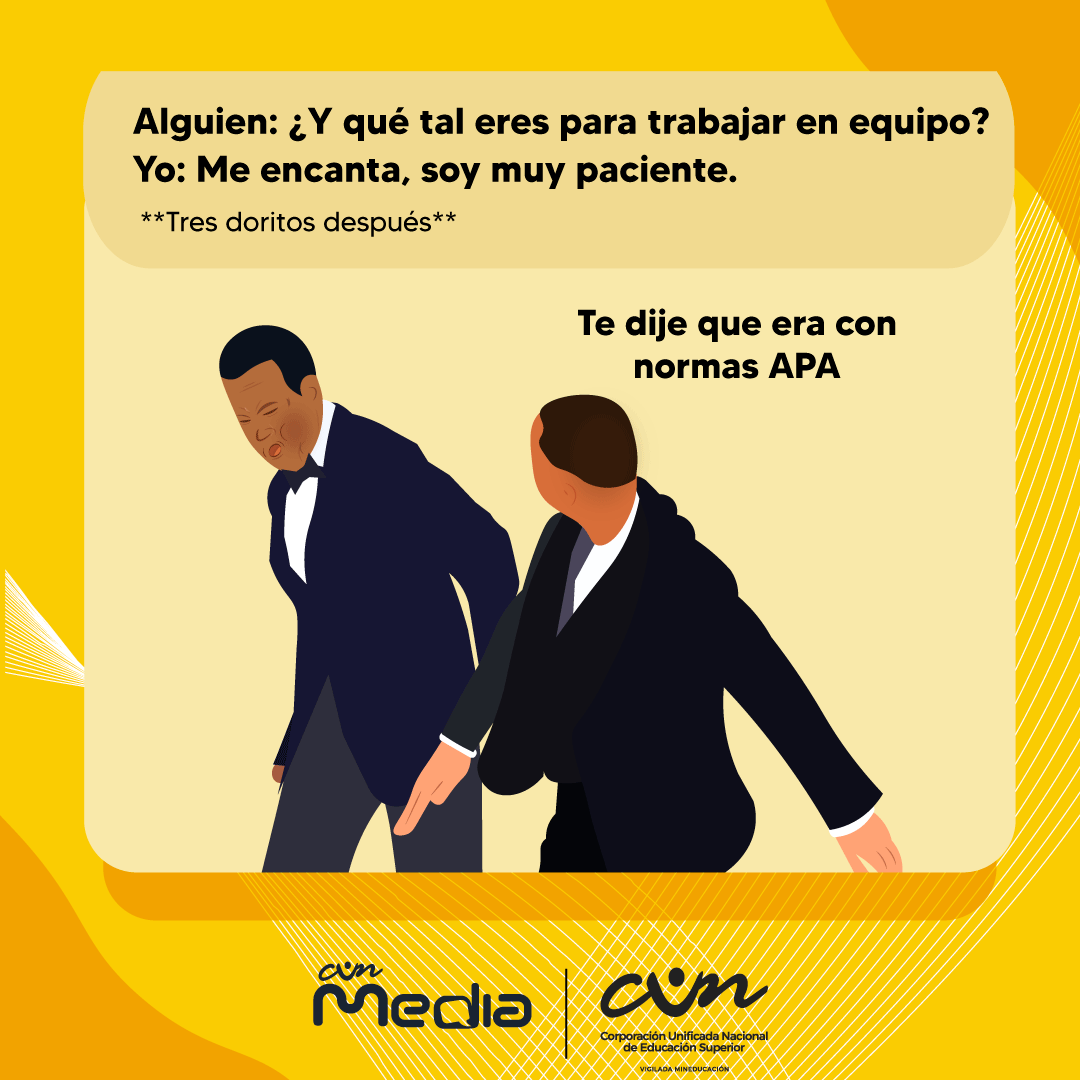 Alguien: ¿Y qué tal eres para trabajar en equipo?
Yo: Me encanta, soy muy paciente.
**Tres doritos después**
Te dije que era con
normas APA
cun
Media
cun
Corporación Unificada Nacional
de Educación Superior
VIGILADA MINEDUCACIÓN